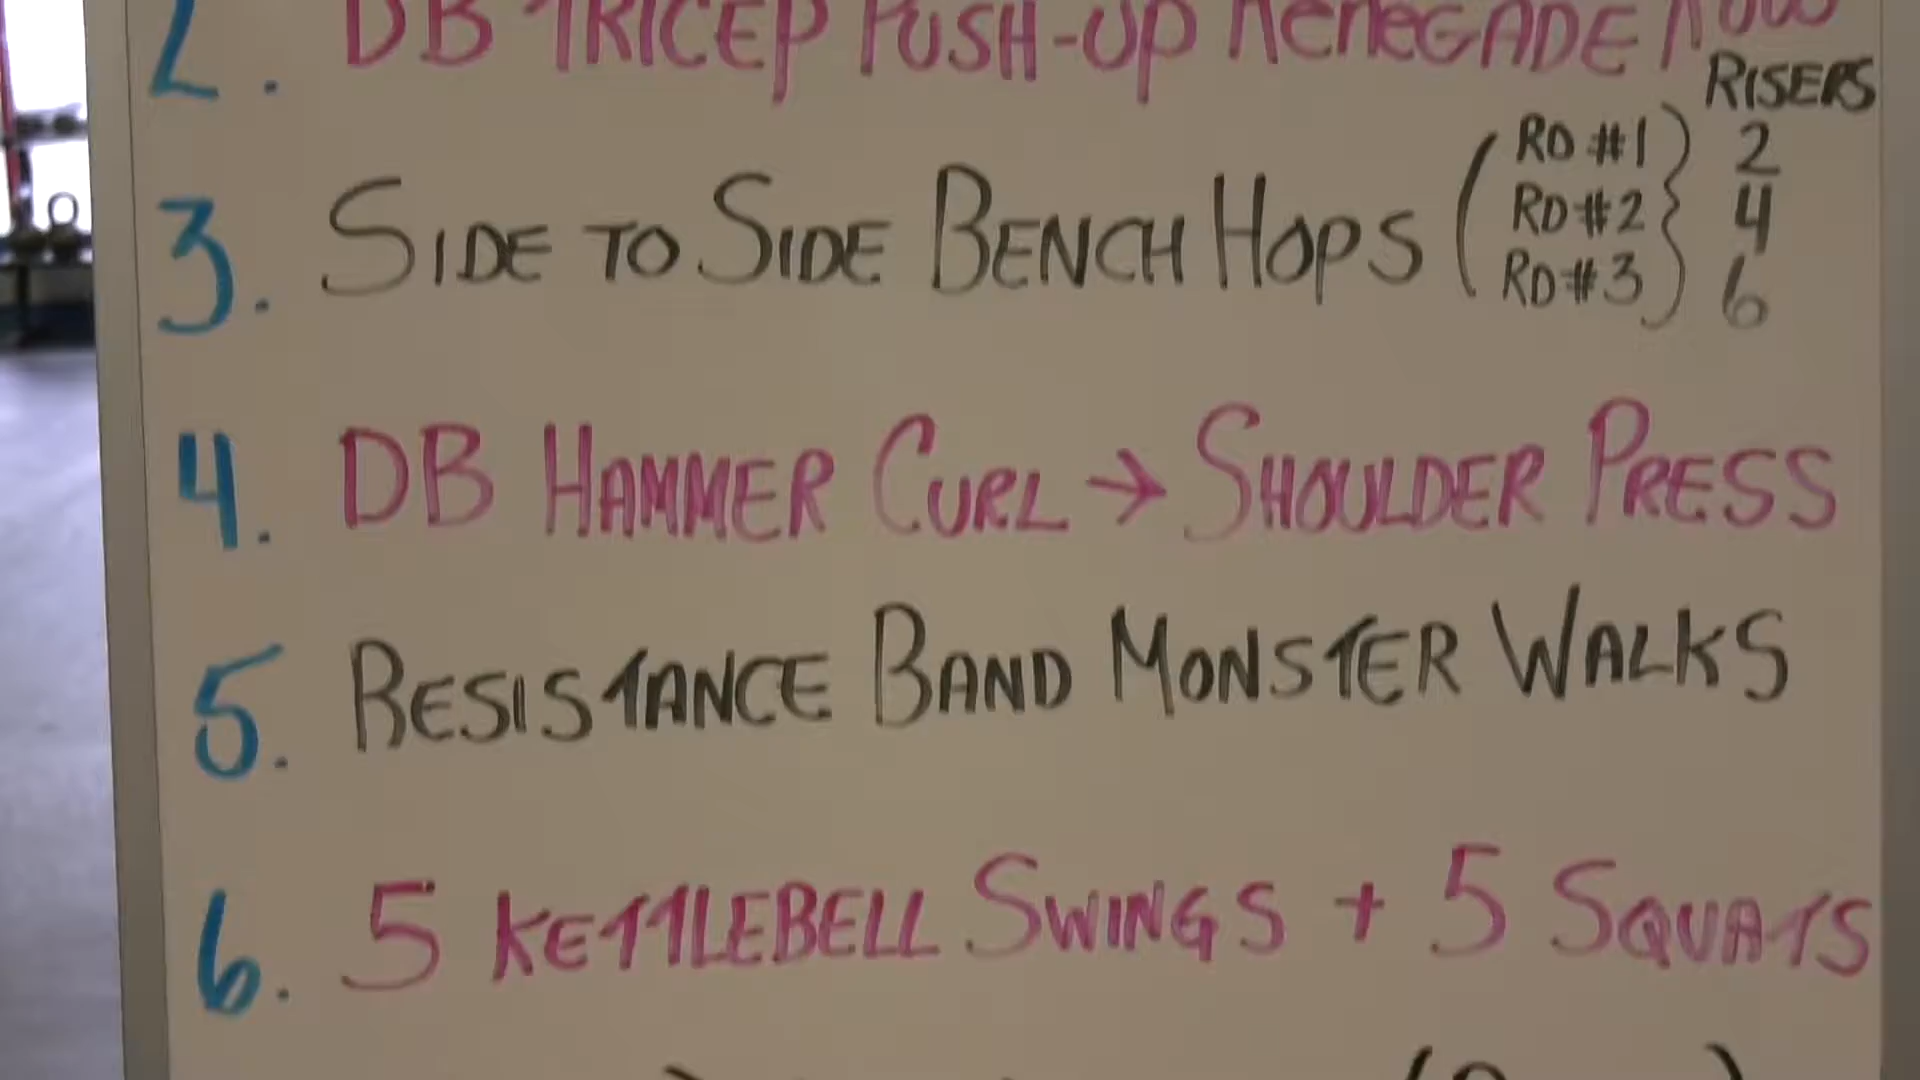 2. DB TRICEP PUSH-UP RENEGADE ROW
RISERS
3. SIDE TO SIDE BENCH HOPS (RD #1) 2
RD #2 } 4
RD #3 ) 6
4. DB HAMMER CURL → SHOULDER PRESS
5. RESISTANCE BAND MONSTER WALKS
6. 5 KETTLEBELL SWINGS + 5 SQUATS